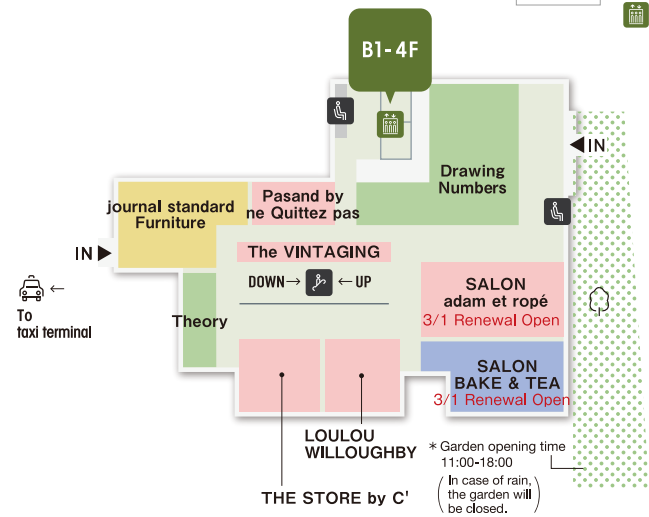 B1-4F
IN
Drawing
Numbers
journal standard
Furniture
Pasand by
ne Quittez pas
IN
The VINTAGING
DOWN→ ←UP
←
To
taxi terminal
Theory
SALON
adam et ropé
3/1 Renewal Open
SALON
BAKE & TEA
3/1 Renewal Open
LOULOU
WILLOUGHBY
THE STORE by C'
* Garden opening time
11:00-18:00
(In case of rain,
the garden will
be closed.)